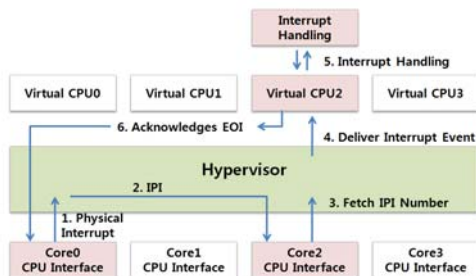 Interrupt
Handling
5. Interrupt Handling
Virtual CPU0
Virtual CPU1
Virtual CPU2
Virtual CPU3
6. Acknowledges EOI
4. Deliver Interrupt Event
Hypervisor
2. IPI
3. Fetch IPI Number
1. Physical
Interrupt
Core0
CPU Interface
Core1
CPU Interface
Core2
CPU Interface
Core3
CPU Interface